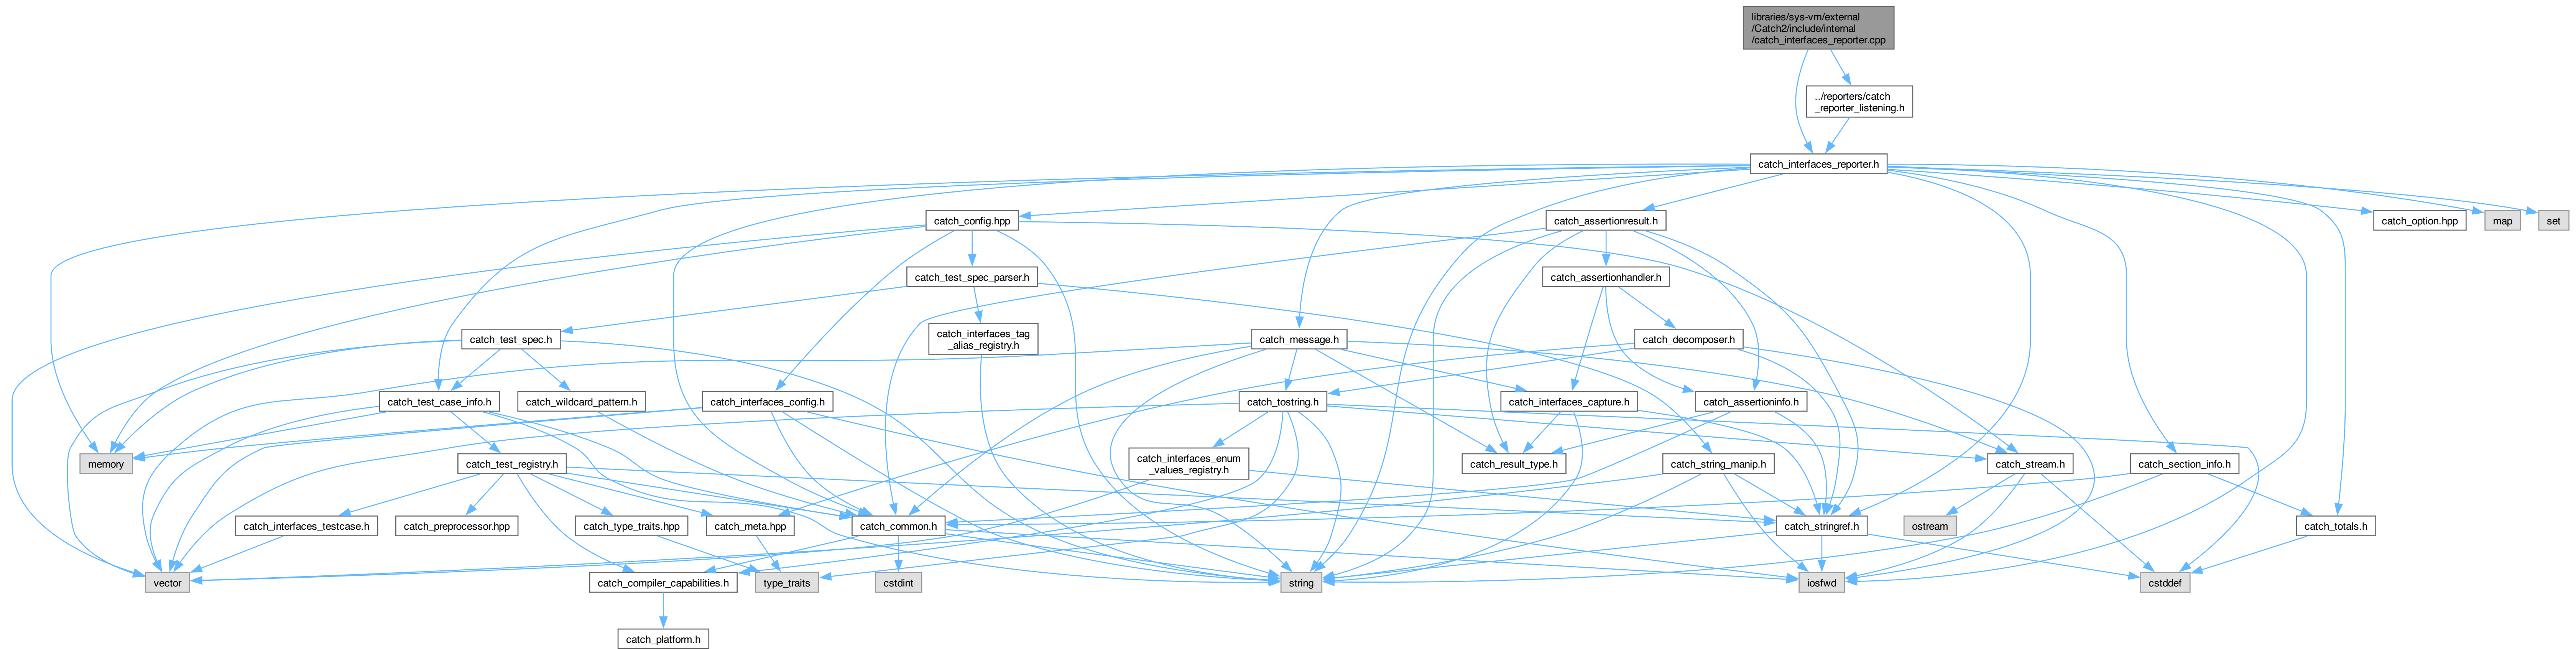 libraries/sys-vm/external
/Catch2/include/internal
/catch_interfaces_reporter.cpp
../reporters/catch
_reporter_listening.h
catch_interfaces_reporter.h
catch_config.hpp
catch_assertionresult.h
catch_option.hpp
map
set
catch_test_spec_parser.h
catch_assertionhandler.h
catch_test_spec.h
catch_interfaces_tag
_alias_registry.h
catch_message.h
catch_decomposer.h
catch_test_case_info.h
catch_wildcard_pattern.h
catch_interfaces_config.h
catch_tostring.h
catch_interfaces_capture.h
catch_assertioninfo.h
memory
catch_test_registry.h
catch_interfaces_enum
_values_registry.h
catch_result_type.h
catch_string_manip.h
catch_stream.h
catch_section_info.h
catch_interfaces_testcase.h
catch_preprocessor.hpp
catch_type_traits.hpp
catch_meta.hpp
catch_common.h
catch_stringref.h
ostream
catch_totals.h
vector
catch_compiler_capabilities.h
type_traits
cstdint
string
iosfwd
cstddef
catch_platform.h